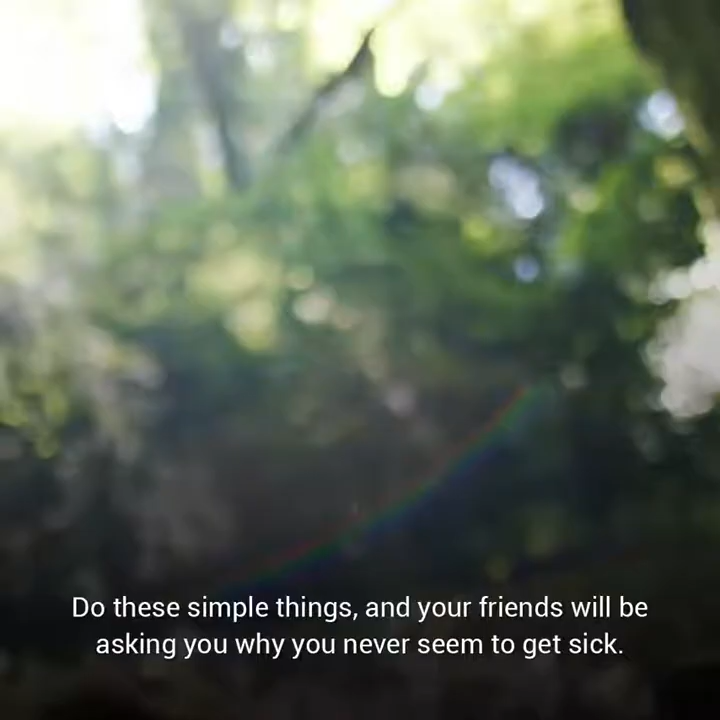 Do these simple things, and your friends will be
asking you why you never seem to get sick.